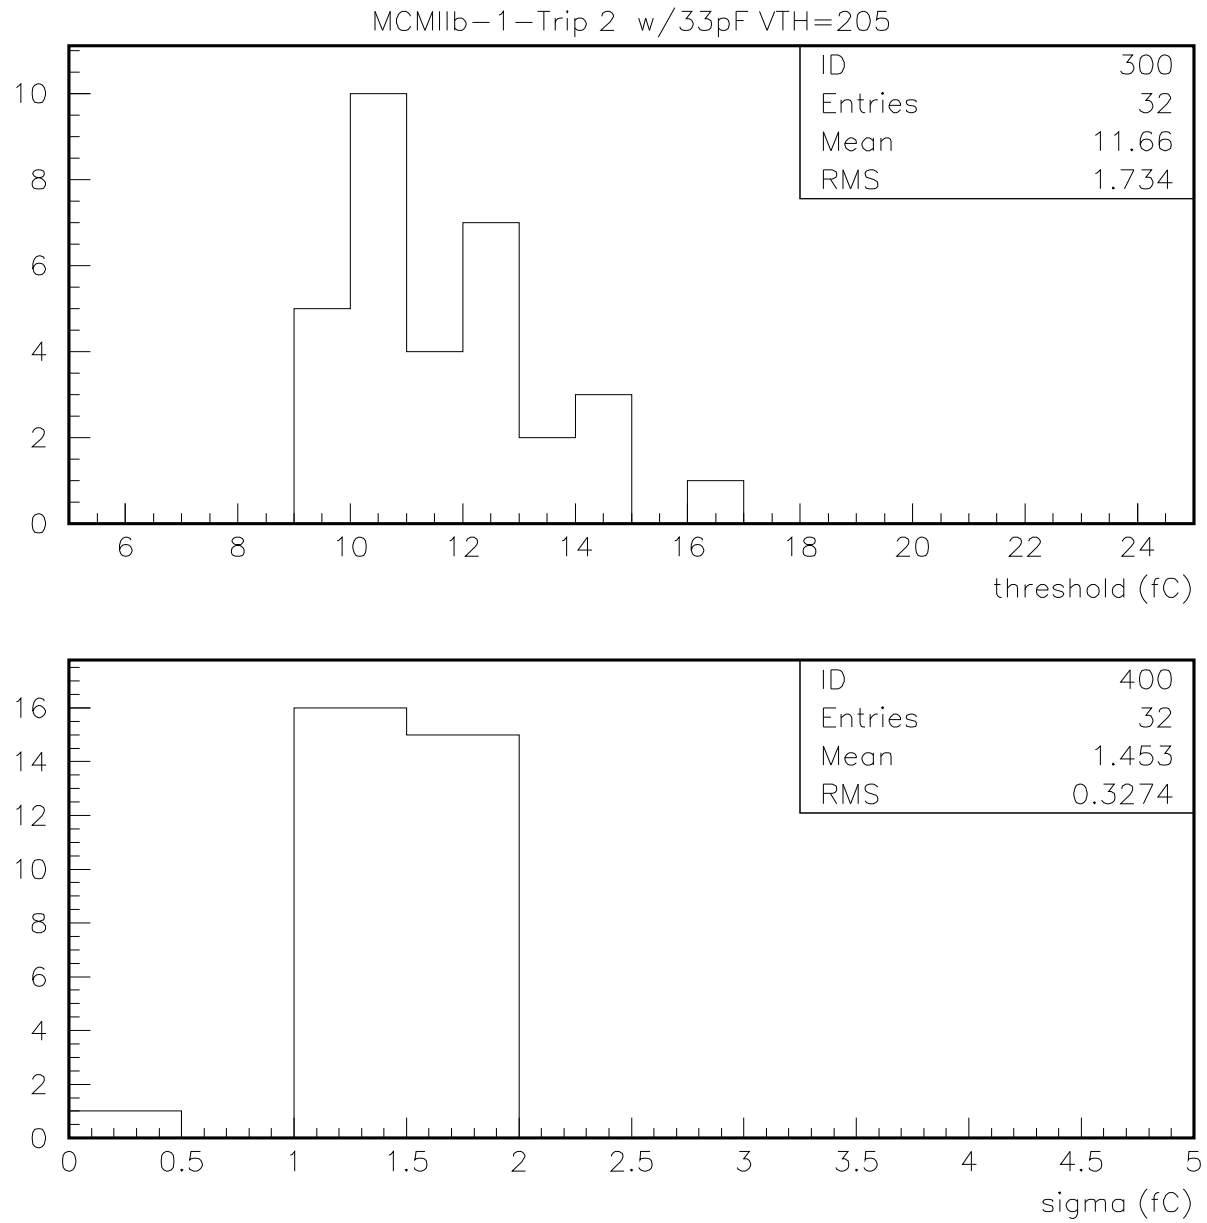 MCMIIb-1-Trip 2 w/33pF VTH=205
ID 300
Entries 32
Mean 11.66
RMS 1.734
10
8
6
4
2
0
6 8 10 12 14 16 18 20 22 24
threshold (fC)
ID 400
Entries 32
Mean 1.453
RMS 0.3274
16
14
12
10
8
6
4
2
0
0 0.5 1 1.5 2 2.5 3 3.5 4 4.5 5
sigma (fC)